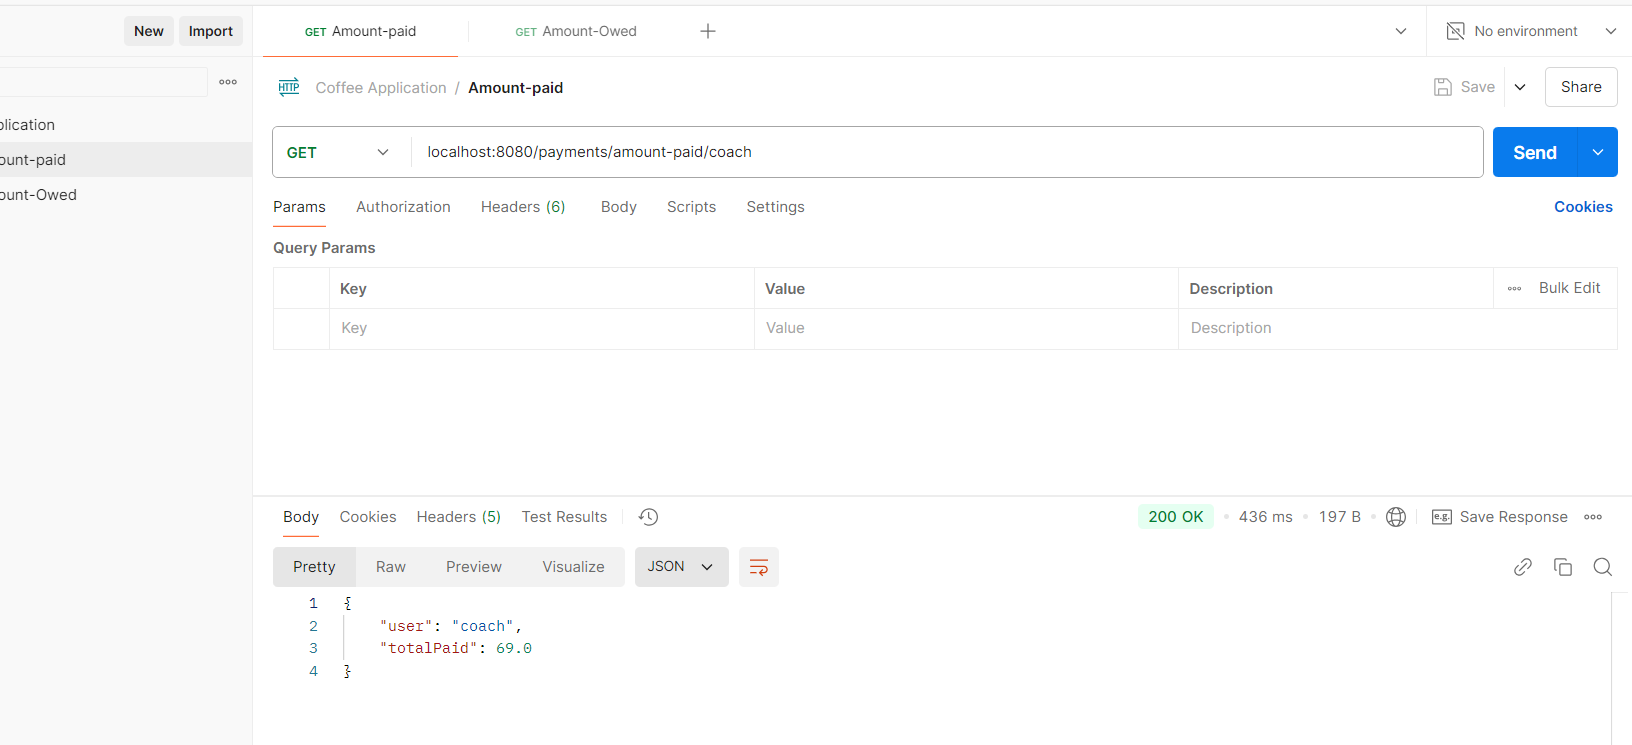 New Import
GET Amount-paid GET Amount-Owed No environment
HTTP Coffee Application / Amount-paid Save Share
plication
ount-paid
ount-Owed
GET localhost:8080/payments/amount-paid/coach Send
Params Authorization Headers (6) Body Scripts Settings Cookies
Query Params
Key Value Description Bulk Edit
Key Value Description
Body Cookies Headers (5) Test Results 200 OK 436 ms 197 B e.g. Save Response
Pretty Raw Preview Visualize JSON
1 {
2 "user": "coach",
3 "totalPaid": 69.0
4 }